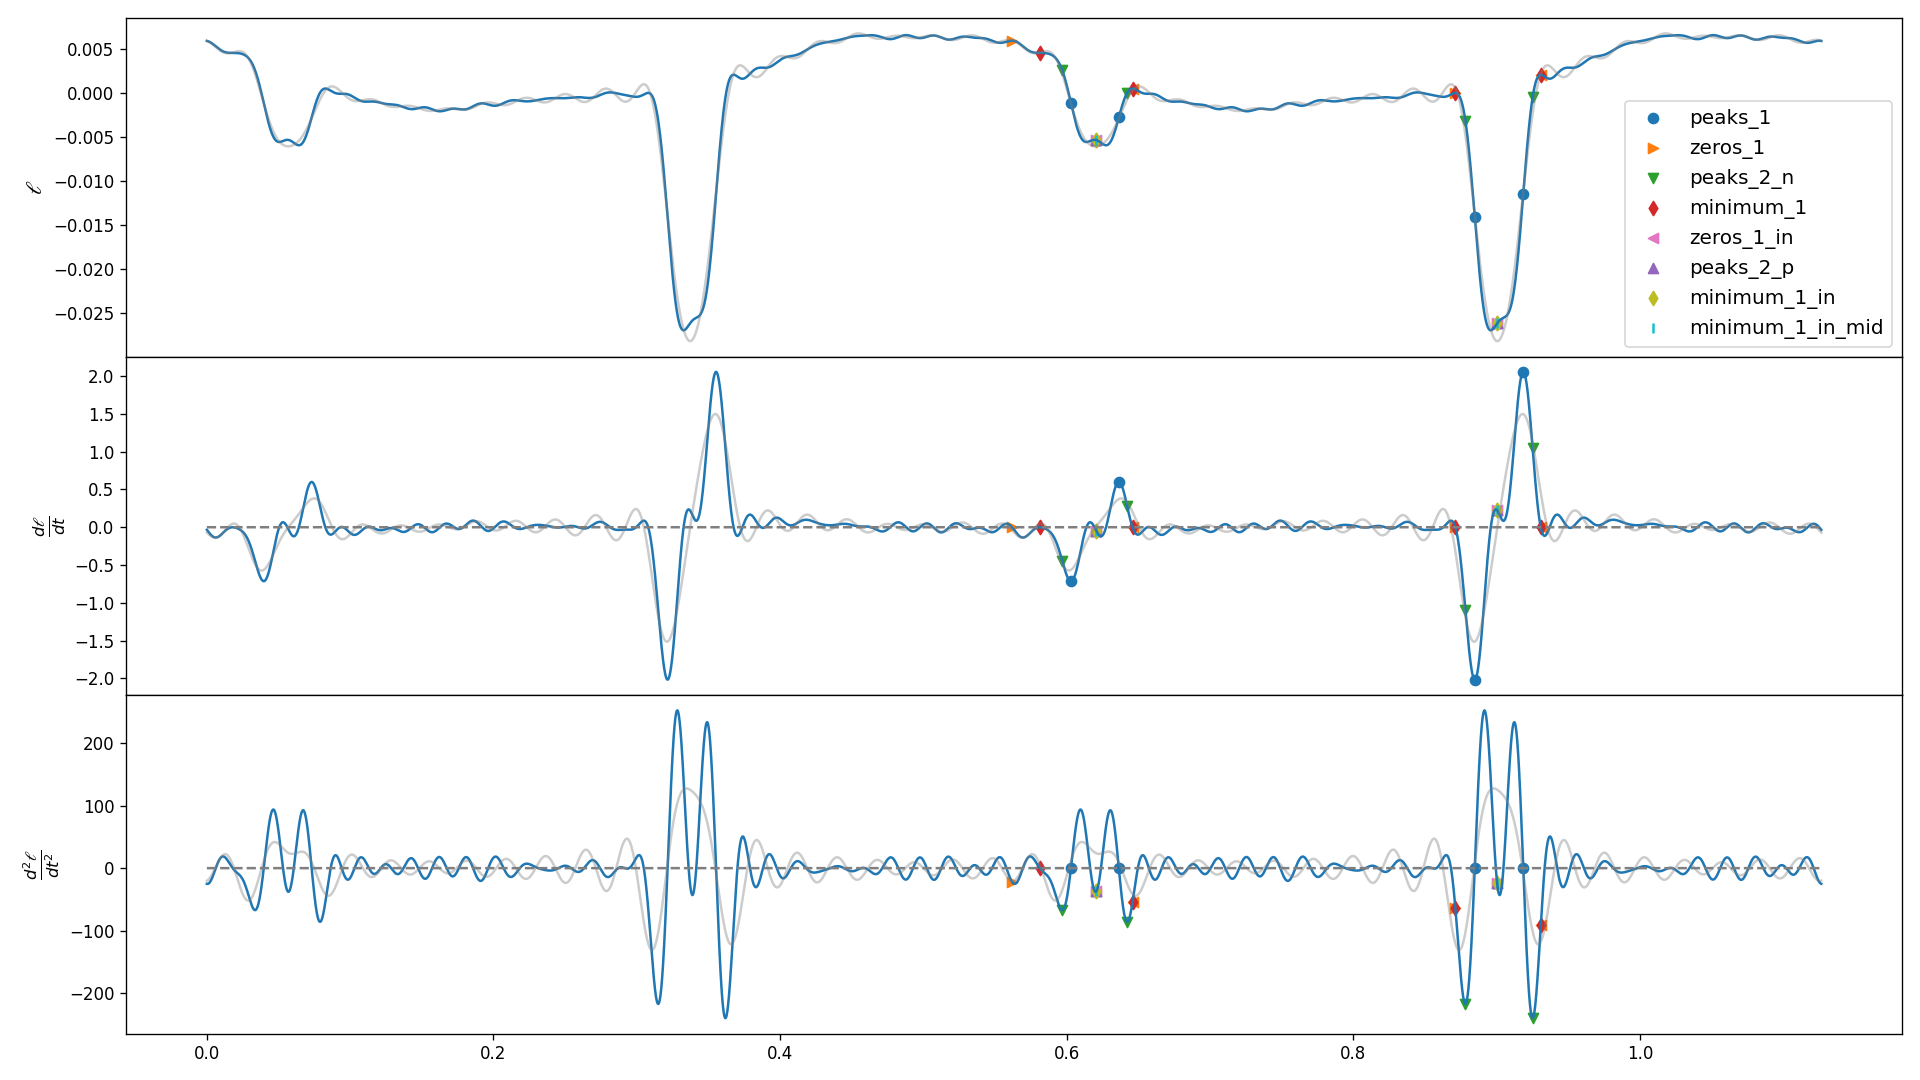 0.005
0.000
−0.005
−0.010
−0.015
−0.020
−0.025
ℓ
peaks_1
zeros_1
peaks_2_n
minimum_1
zeros_1_in
peaks_2_p
minimum_1_in
minimum_1_in_mid
2.0
1.5
1.0
0.5
0.0
−0.5
−1.0
−1.5
−2.0
dℓ
dt
200
100
0
−100
−200
d²ℓ
dt²
0.0 0.2 0.4 0.6 0.8 1.0